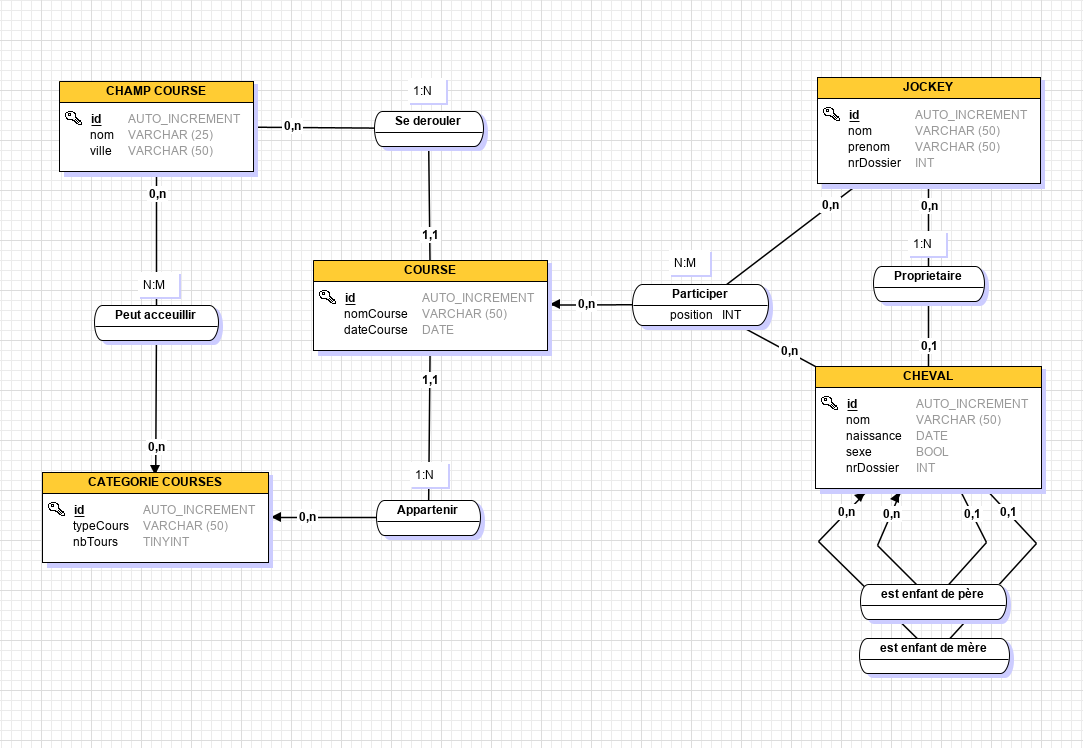 CHAMP COURSE
id AUTO_INCREMENT
nom VARCHAR (25)
ville VARCHAR (50)
0,n
1:N
Se derouler
JOCKEY
id AUTO_INCREMENT
nom VARCHAR (50)
prenom VARCHAR (50)
nrDossier INT
0,n
1,1
0,n
0,n
N:M
Peut acceuillir
0,n
COURSE
id AUTO_INCREMENT
nomCourse VARCHAR (50)
dateCourse DATE
0,n
N:M
Participer
position INT
1:N
Proprietaire
0,1
0,n
CHEVAL
id AUTO_INCREMENT
nom VARCHAR (50)
naissance DATE
sexe BOOL
nrDossier INT
1,1
1:N
Appartenir
0,n
CATEGORIE COURSES
id AUTO_INCREMENT
typeCours VARCHAR (50)
nbTours TINYINT
0,n
0,n
0,1
0,1
est enfant de père
est enfant de mère